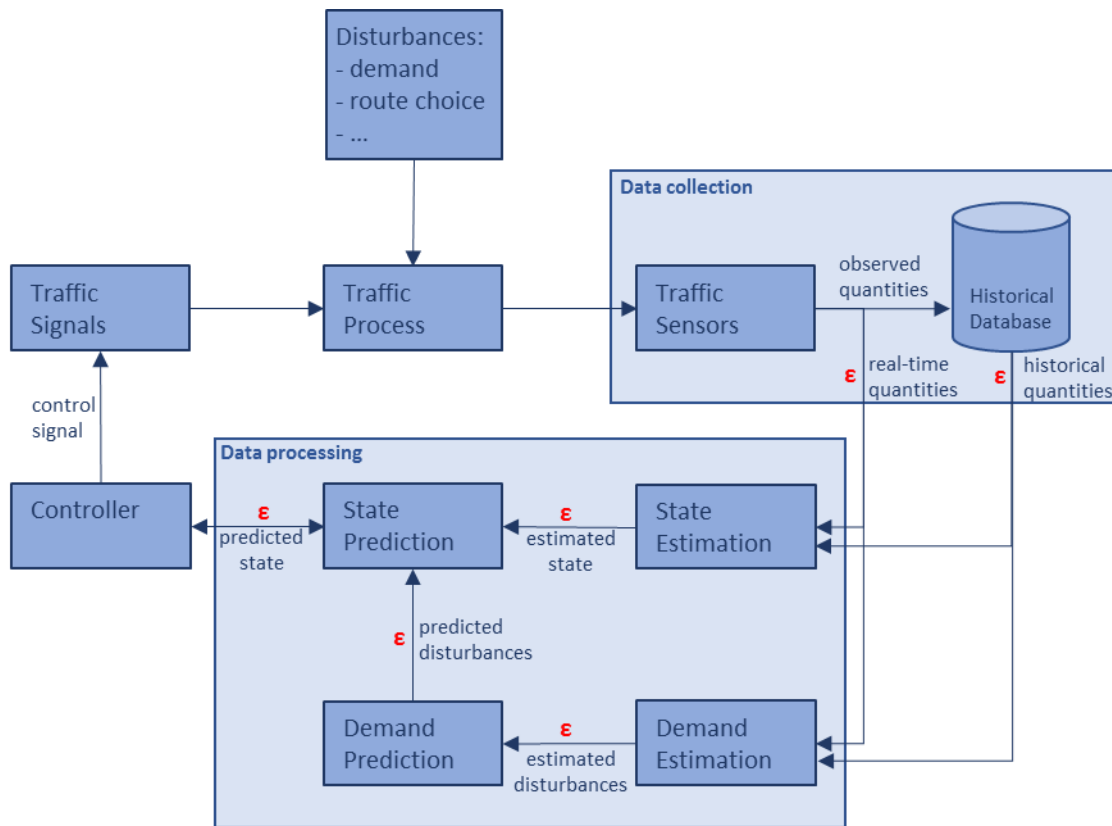 Disturbances:
- demand
- route choice
- ...
Data collection
Traffic
Signals
Traffic
Process
Traffic
Sensors
observed
quantities
Historical
Database
ε
real-time
quantities
ε
historical
quantities
control
signal
Data processing
Controller
ε
predicted
state
State
Prediction
ε
estimated
state
State
Estimation
ε
predicted
disturbances
Demand
Prediction
ε
estimated
disturbances
Demand
Estimation